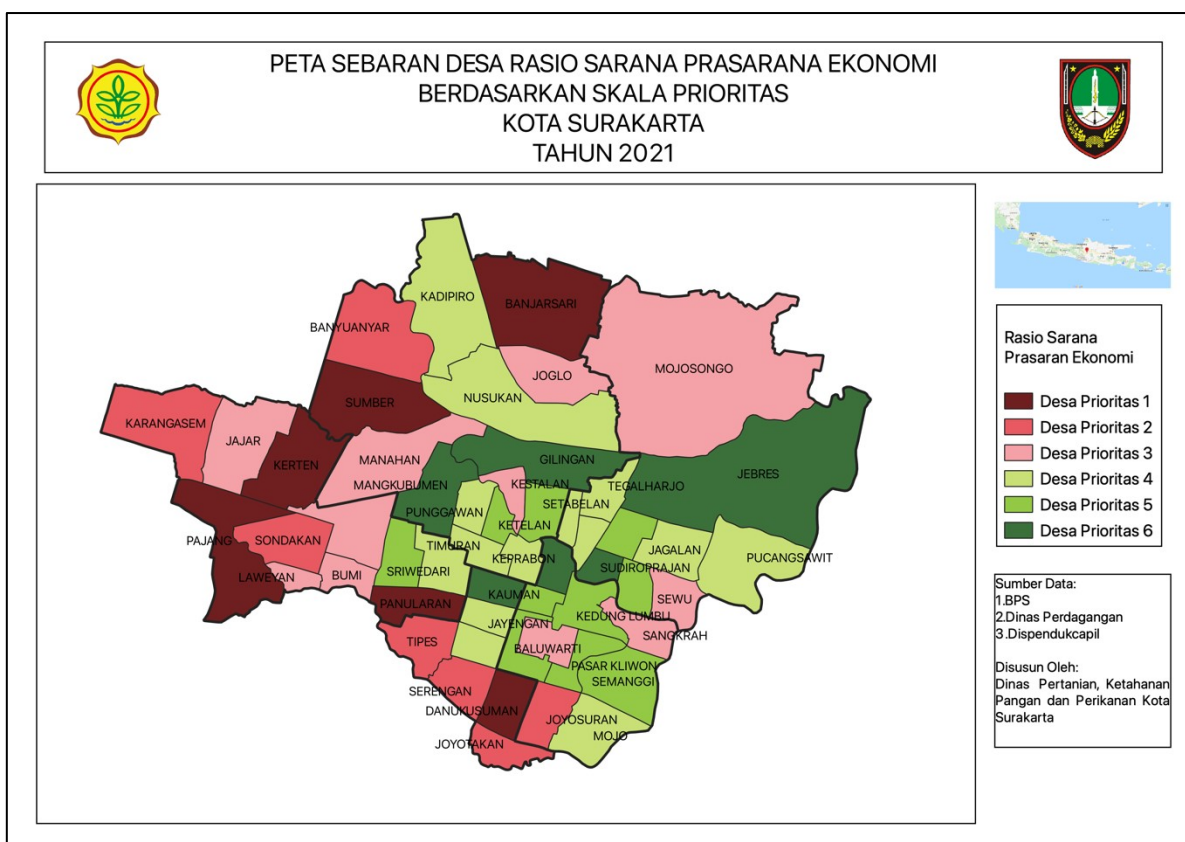 PETA SEBARAN DESA RASIO SARANA PRASARANA EKONOMI
BERDASARKAN SKALA PRIORITAS
KOTA SURAKARTA
TAHUN 2021
KADIPIRO
BANJARSARI
BANYUANYAR
MOJOSONGO
JOGLO
NUSUKAN
SUMBER
KARANGASEM
JAJAR
KERTEN
MANAHAN
GILINGAN
JEBRES
MANGKUBUMEN
KESTALAN
TEGALHARJO
SETABELAN
PUNGGAWAN
KETELAN
PAJANG
SONDAKAN
TIMURAN
KEPRABON
JAGALAN
PUCANGSAWIT
SUDIROPRAJAN
SRIWEDARI
LAWEYAN
BUMI
KAUMAN
SEWU
PANULARAN
KEDUNG LUMBU
JAYENGAN
TIPES
BALUWARTI
SANGKRAH
PASAR KLIWON
SEMANGGI
SERENGAN
DANUKUSUMAN
JOYOSURAN
MOJO
JOYOTAKAN
Rasio Sarana
Prasaran Ekonomi
Desa Prioritas 1
Desa Prioritas 2
Desa Prioritas 3
Desa Prioritas 4
Desa Prioritas 5
Desa Prioritas 6
Sumber Data:
1.BPS
2.Dinas Perdagangan
3.Dispendukcapil
Disusun Oleh:
Dinas Pertanian, Ketahanan
Pangan dan Perikanan Kota
Surakarta